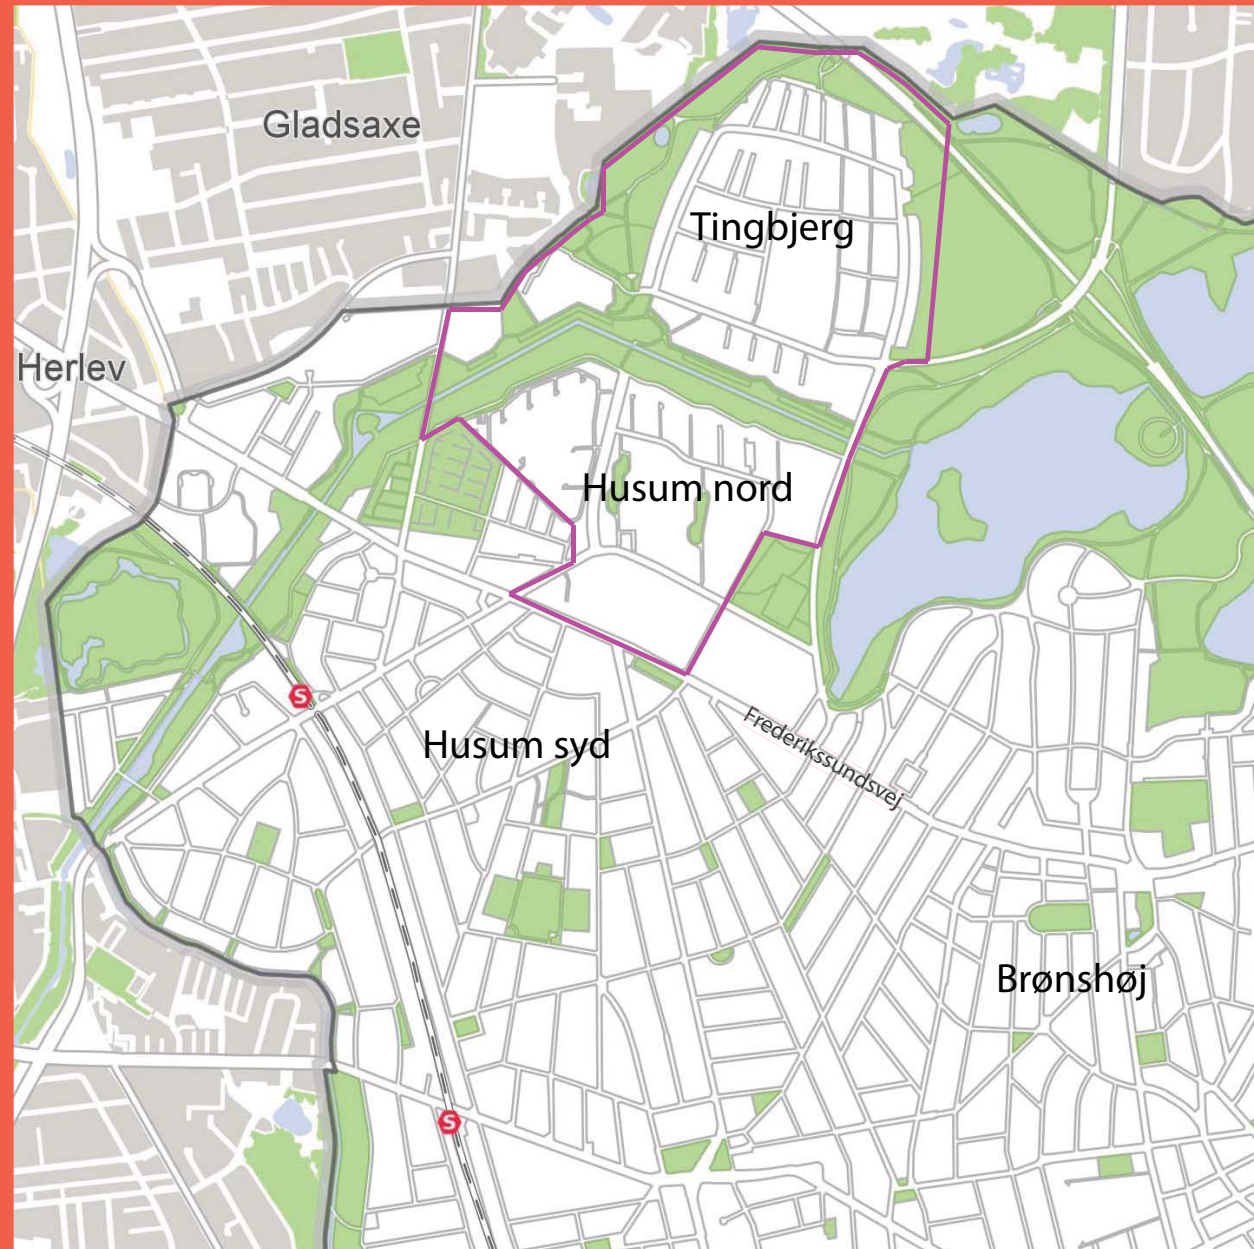 Gladsaxe
Tingbjerg
Herlev
Husum nord
S
Husum syd
Frederikssundsvej
Brønshøj
S